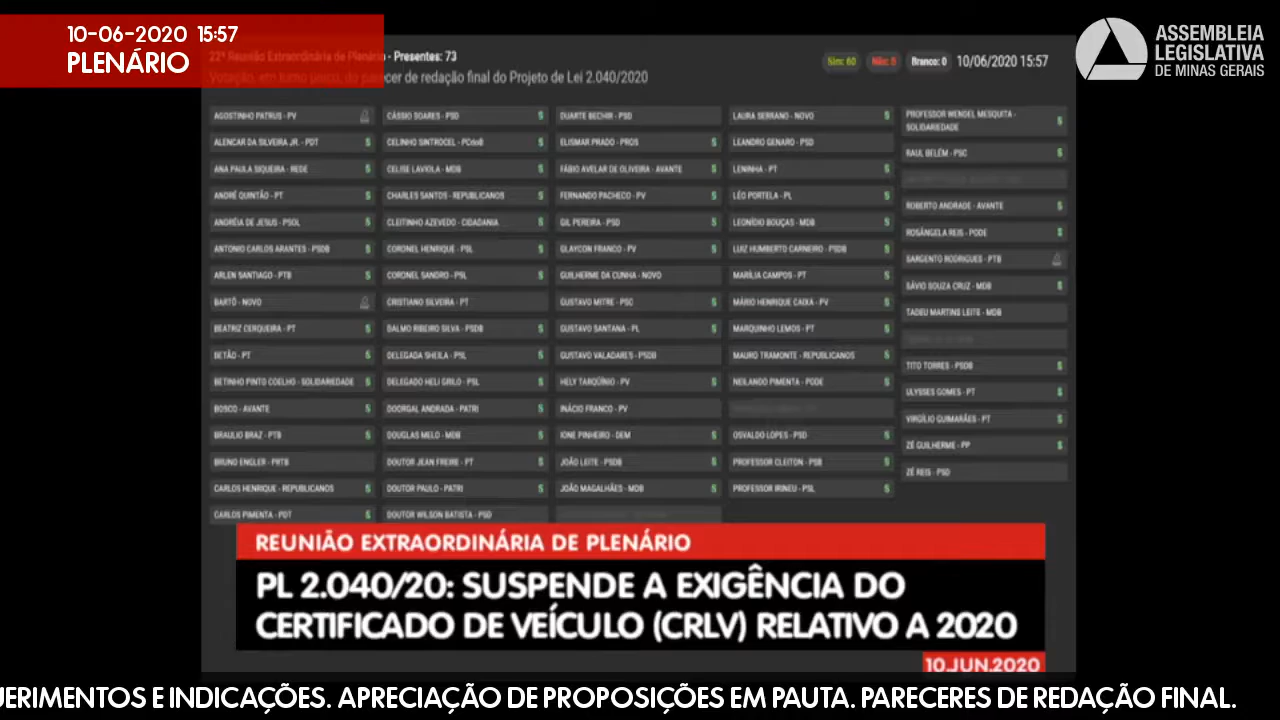 10-06-2020 15:57
PLENÁRIO
ASSEMBLEIA
LEGISLATIVA
DE MINAS GERAIS
22ª Reunião Extraordinária de Plenário - Presentes: 73
Votação, em turno único, do parecer de redação final do Projeto de Lei 2.040/2020
Sim: 60 Não: 0 Branco: 0 10/06/2020 15:57
AGOSTINHO PATRUS - PV
ALENCAR DA SILVEIRA JR. - PDT S
ANA PAULA SIQUEIRA - REDE S
ANDRÉ QUINTÃO - PT S
ANDRÉIA DE JESUS - PSOL S
ANTONIO CARLOS ARANTES - PSDB S
ARLEN SANTIAGO - PTB S
BARTÔ - NOVO
BEATRIZ CERQUEIRA - PT S
BETÃO - PT S
BETINHO PINTO COELHO - SOLIDARIEDADE S
BOSCO - AVANTE S
BRAULIO BRAZ - PTB S
BRUNO ENGLER - PRTB
CARLOS HENRIQUE - REPUBLICANOS S
CARLOS PIMENTA - PDT S
CÁSSIO SOARES - PSD S
CELINHO SINTROCEL - PCdoB S
CELISE LAVIOLA - MDB S
CHARLES SANTOS - REPUBLICANOS S
CLEITINHO AZEVEDO - CIDADANIA S
CORONEL HENRIQUE - PSL S
CORONEL SANDRO - PSL S
CRISTIANO SILVEIRA - PT
DALMO RIBEIRO SILVA - PSDB S
DELEGADA SHEILA - PSL S
DELEGADO HELI GRILO - PSL S
DOORGAL ANDRADA - PATRI S
DOUGLAS MELO - MDB S
DOUTOR JEAN FREIRE - PT S
DOUTOR PAULO - PATRI S
DOUTOR WILSON BATISTA - PSD
DUARTE BECHIR - PSD
ELISMAR PRADO - PROS S
FÁBIO AVELAR DE OLIVEIRA - AVANTE S
FERNANDO PACHECO - PV S
GIL PEREIRA - PSD S
GLAYCON FRANCO - PV S
GUILHERME DA CUNHA - NOVO
GUSTAVO MITRE - PSC S
GUSTAVO SANTANA - PL S
GUSTAVO VALADARES - PSDB
HELY TARQÜÍNIO - PV S
INÁCIO FRANCO - PV
IONE PINHEIRO - DEM S
JOÃO LEITE - PSDB S
JOÃO MAGALHÃES - MDB S
LAURA SERRANO - NOVO S
LEANDRO GENARO - PSD
LENINHA - PT S
LÉO PORTELA - PL S
LEONÍDIO BOUÇAS - MDB S
LUIZ HUMBERTO CARNEIRO - PSDB S
MARÍLIA CAMPOS - PT S
MÁRIO HENRIQUE CAIXA - PV S
MARQUINHO LEMOS - PT S
MAURO TRAMONTE - REPUBLICANOS S
NEILANDO PIMENTA - PODE S
OSVALDO LOPES - PSD S
PROFESSOR CLEITON - PSB S
PROFESSOR IRINEU - PSL S
PROFESSOR WENDEL MESQUITA -
SOLIDARIEDADE S
RAUL BELÉM - PSC S
ROBERTO ANDRADE - AVANTE S
ROSÂNGELA REIS - PODE S
SARGENTO RODRIGUES - PTB
SÁVIO SOUZA CRUZ - MDB S
TADEU MARTINS LEITE - MDB
TITO TORRES - PSDB S
ULYSSES GOMES - PT S
VIRGÍLIO GUIMARÃES - PT S
ZÉ GUILHERME - PP S
ZÉ REIS - PSD
REUNIÃO EXTRAORDINÁRIA DE PLENÁRIO
PL 2.040/20: SUSPENDE A EXIGÊNCIA DO
CERTIFICADO DE VEÍCULO (CRLV) RELATIVO A 2020
10.JUN.2020
UERIMENTOS E INDICAÇÕES. APRECIAÇÃO DE PROPOSIÇÕES EM PAUTA. PARECERES DE REDAÇÃO FINAL.